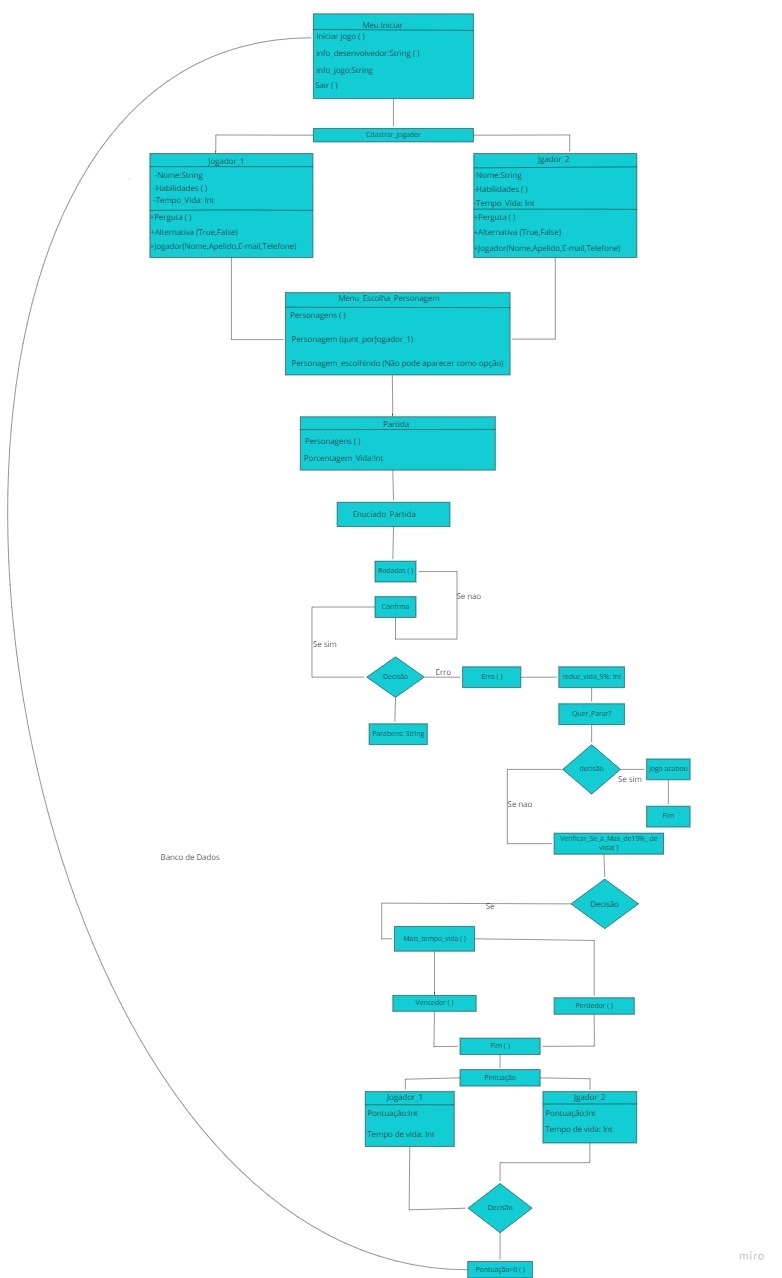 Meu Iniciar
Iniciar jogo ( )
info_desenvolvedor:String ( )
info_jogo:String
Sair ( )
Cdastrar_jogador
Jogador_1
-Nome:String
-Habilidades ( )
-Tempo_Vida: Int
+Perguta ( )
+Alternativa (True,False)
+Jogador(Nome,Apelido,E-mail,Telefone)
Jgador_2
-Nome:String
-Habilidades ( )
-Tempo_Vida: Int
+Perguta ( )
+Alternativa (True,False)
+Jogador(Nome,Apelido,E-mail,Telefone)
Menu_Escolha_Personagem
Personagens ( )
Personagem (qunt_porJogador_1)
Personagem_escolhindo (Não pode aparecer como opção)
Partida
Personagens ( )
Porcentagem_Vida:Int
Enuciado_Partida
Rodadas ( )
Se nao
Confrma
Se sim
Decisão
Erro
Erro ( )
reduz_vida_5%: Int
Parabens: String
Quer_Parar?
decisão
Se sim
jogo acabou
Se nao
Fim
Verificar_Se_a_Mas_de15%_ de
vida( )
Banco de Dados
Decisão
Se
Mais_tempo_vida ( )
Vencedor ( )
Perdedor ( )
Fim ( )
Pintuação
Jogador_1
Pontuação:Int
Tempo de vida: Int
Jgador_2
Pontuação:Int
Tempo de vida: Int
Decisão
Pontuação=0 ( )
miro